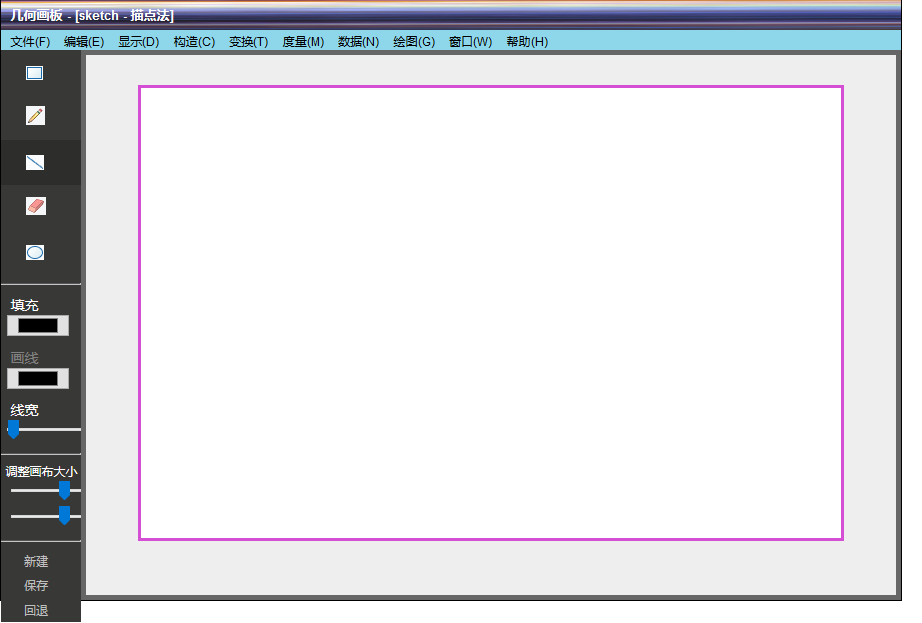 几何画板 - [sketch - 描点法]
文件(F) 编辑(E) 显示(D) 构造(C) 变换(T) 度量(M) 数据(N) 绘图(G) 窗口(W) 帮助(H)
填充
画线
线宽
调整画布大小
新建
保存
回退